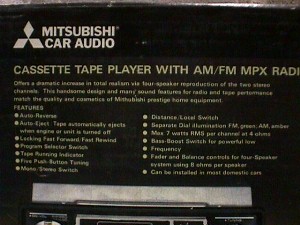 MITSUBISHI
CAR AUDIO
CASSETTE TAPE PLAYER WITH AM/FM MPX RADI
Offers a dramatic increase in total realism via four-speaker reproduction of the two stereo
channels. This handsome design and many sound features for radio and tape performance
match the quality and cosmetics of Mitsubishi prestige home equipment.
FEATURES
Auto-Reverse
Auto-Eject: Tape automatically ejects
when engine or unit is turned off
Locking Fast Forward/Fast Rewind
Program Selector Switch
Tape Running Indicator
Five Push-Button Tuning
Mono/Stereo Switch
Distance/Local Switch
Separate Dial illumination FM, green: AM, amber
Max 7 watts RMS per channel at 4 ohms
Bass-Boost Switch for powerful low
Frequency
Fader and Balance controls for four-Speaker
system using 8 ohms per speaker
Can be installed in most domestic cars